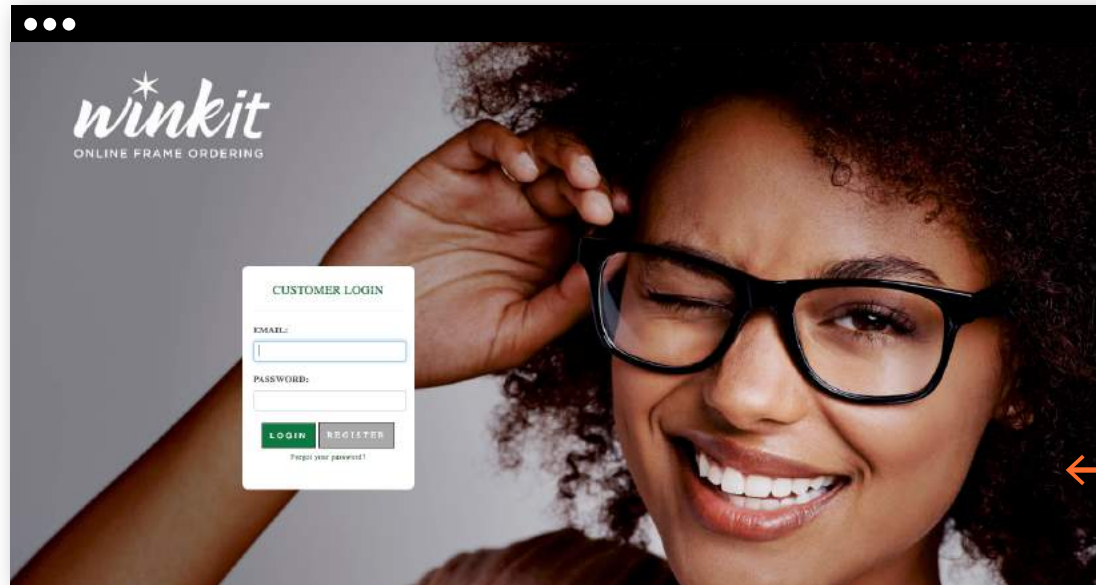 winkit
ONLINE FRAME ORDERING
CUSTOMER LOGIN
EMAIL:
PASSWORD:
LOGIN REGISTER
Forgot your password?